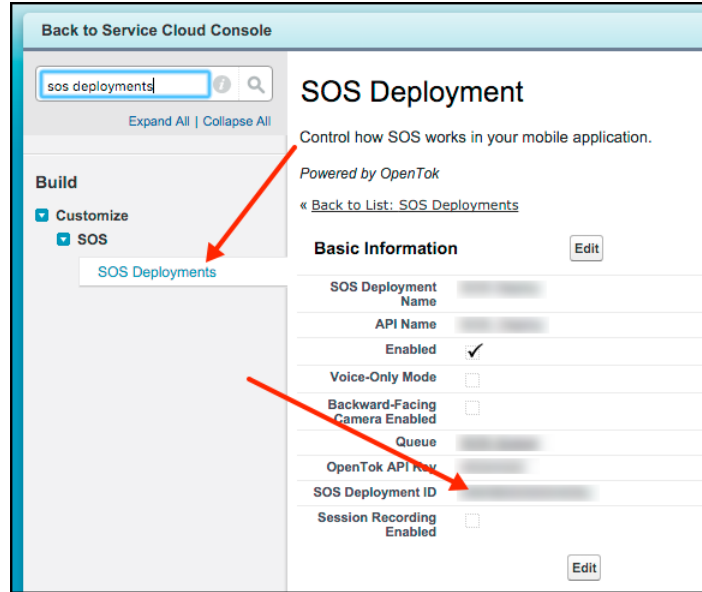 Back to Service Cloud Console
sos deployments
Expand All | Collapse All
Build
Customize
SOS
SOS Deployments
SOS Deployment
Control how SOS works in your mobile application.
Powered by OpenTok
« Back to List: SOS Deployments
Basic Information
Edit
SOS Deployment
Name
API Name
Enabled
Voice-Only Mode
Backward-Facing
Camera Enabled
Queue
OpenTok API Key
SOS Deployment ID
Session Recording
Enabled
Edit